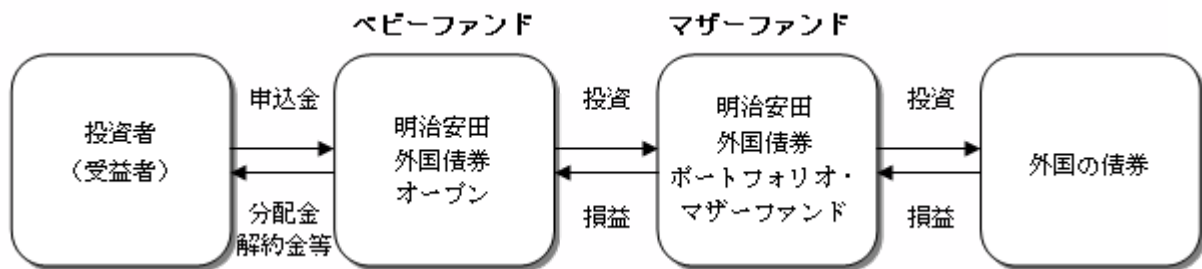 ベビーファンド
マザーファンド
投資者
（受益者）
申込金
分配金
解約金等
明治安田
外国債券
オープン
投資
損益
明治安田
外国債券
ポートフォリオ・
マザーファンド
投資
損益
外国の債券